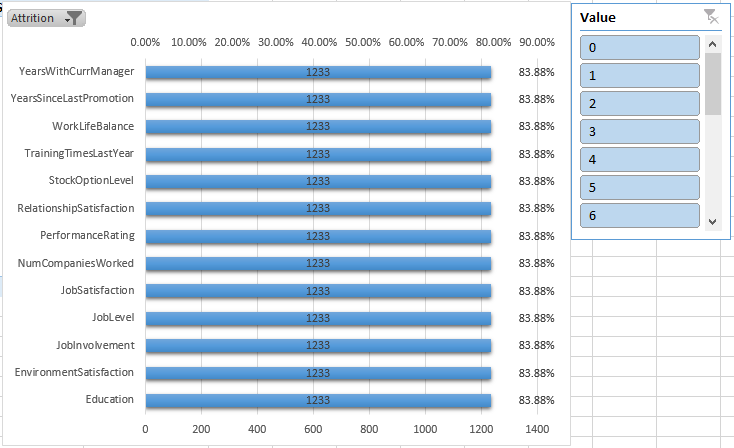 Attrition
Value
0.00% 10.00% 20.00% 30.00% 40.00% 50.00% 60.00% 70.00% 80.00% 90.00%
0
1
2
3
4
5
6
YearsWithCurrManager 1233 83.88%
YearsSinceLastPromotion 1233 83.88%
WorkLifeBalance 1233 83.88%
TrainingTimesLastYear 1233 83.88%
StockOptionLevel 1233 83.88%
RelationshipSatisfaction 1233 83.88%
PerformanceRating 1233 83.88%
NumCompaniesWorked 1233 83.88%
JobSatisfaction 1233 83.88%
JobLevel 1233 83.88%
JobInvolvement 1233 83.88%
EnvironmentSatisfaction 1233 83.88%
Education 1233 83.88%
0 200 400 600 800 1000 1200 1400